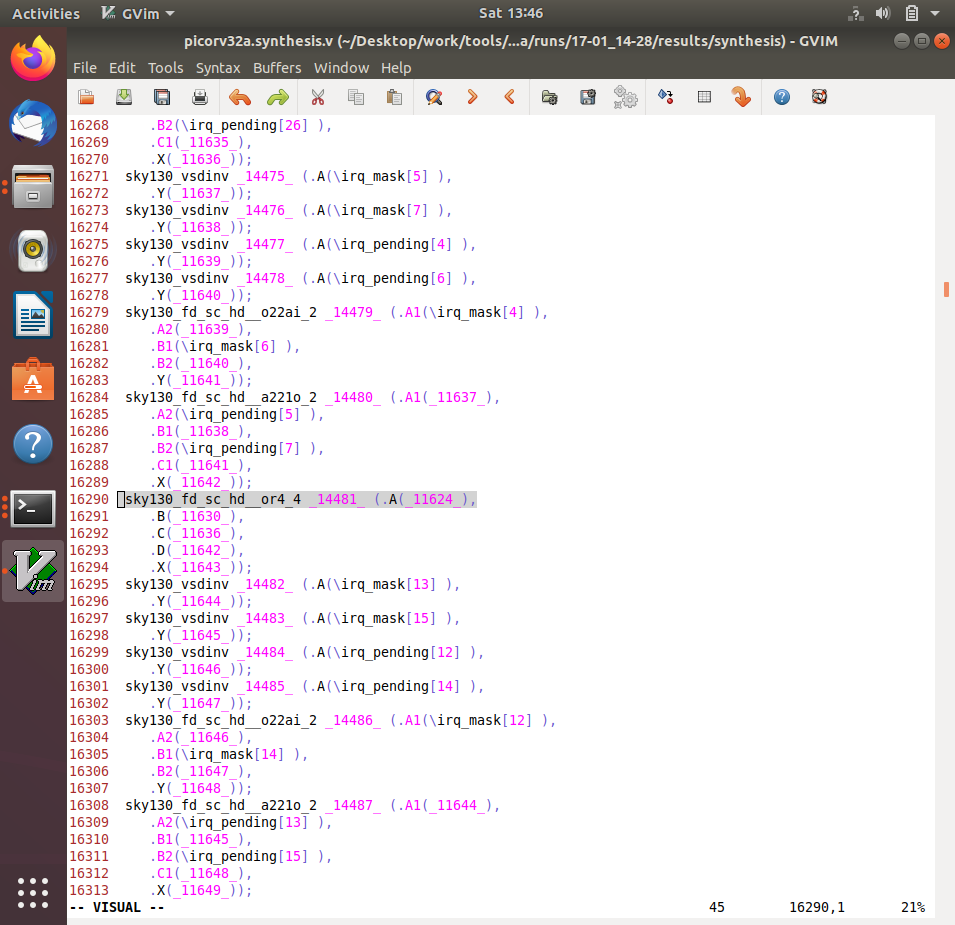 Activities GVim Sat 13:46
picorv32a.synthesis.v (~/Desktop/work/tools/...a/runs/17-01_14-28/results/synthesis) - GVIM
File Edit Tools Syntax Buffers Window Help
16268 .B2(\irq_pending[26] ),
16269 .C1(_11635_),
16270 .X(_11636_));
16271 sky130_vsdinv _14475_ (.A(\irq_mask[5] ),
16272 .Y(_11637_));
16273 sky130_vsdinv _14476_ (.A(\irq_mask[7] ),
16274 .Y(_11638_));
16275 sky130_vsdinv _14477_ (.A(\irq_pending[4] ),
16276 .Y(_11639_));
16277 sky130_vsdinv _14478_ (.A(\irq_pending[6] ),
16278 .Y(_11640_));
16279 sky130_fd_sc_hd__o22ai_2 _14479_ (.A1(\irq_mask[4] ),
16280 .A2(_11639_),
16281 .B1(\irq_mask[6] ),
16282 .B2(_11640_),
16283 .Y(_11641_));
16284 sky130_fd_sc_hd__a221o_2 _14480_ (.A1(_11637_),
16285 .A2(\irq_pending[5] ),
16286 .B1(_11638_),
16287 .B2(\irq_pending[7] ),
16288 .C1(_11641_),
16289 .X(_11642_));
16290 sky130_fd_sc_hd__or4_4 _14481_ (.A(_11624_),
16291 .B(_11630_),
16292 .C(_11636_),
16293 .D(_11642_),
16294 .X(_11643_));
16295 sky130_vsdinv _14482_ (.A(\irq_mask[13] ),
16296 .Y(_11644_));
16297 sky130_vsdinv _14483_ (.A(\irq_mask[15] ),
16298 .Y(_11645_));
16299 sky130_vsdinv _14484_ (.A(\irq_pending[12] ),
16300 .Y(_11646_));
16301 sky130_vsdinv _14485_ (.A(\irq_pending[14] ),
16302 .Y(_11647_));
16303 sky130_fd_sc_hd__o22ai_2 _14486_ (.A1(\irq_mask[12] ),
16304 .A2(_11646_),
16305 .B1(\irq_mask[14] ),
16306 .B2(_11647_),
16307 .Y(_11648_));
16308 sky130_fd_sc_hd__a221o_2 _14487_ (.A1(_11644_),
16309 .A2(\irq_pending[13] ),
16310 .B1(_11645_),
16311 .B2(\irq_pending[15] ),
16312 .C1(_11648_),
16313 .X(_11649_));
-- VISUAL -- 45 16290,1 21%